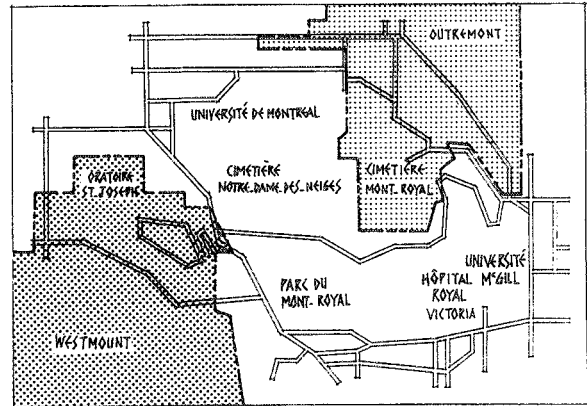 OUTREMONT
UNIVERSITÉ DE MONTREAL
CIMETIÈRE
NOTRE-DAME-DES-NEIGES
CIMETIÈRE
MONT-ROYAL
ORATOIRE
ST. JOSEPH
UNIVERSITÉ
McGILL
HÔPITAL
ROYAL
VICTORIA
PARC DU
MONT-ROYAL
WESTMOUNT